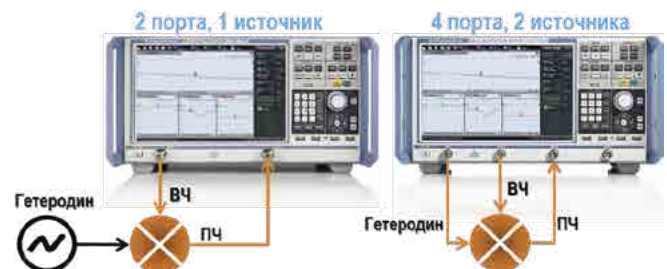 2 порта, 1 источник
4 порта, 2 источника
ВЧ
Гетеродин
ПЧ
ВЧ
Гетеродин
ПЧ